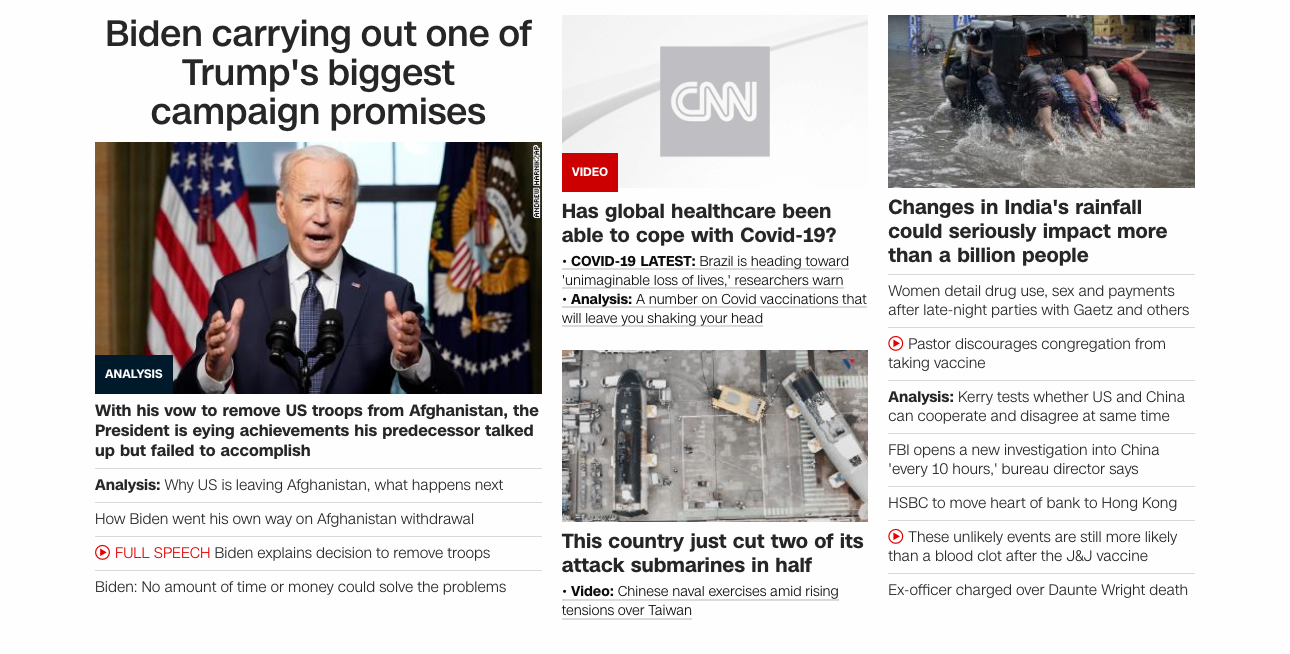 Biden carrying out one of
Trump's biggest
campaign promises
ANDREW HARNIK/AP
ANALYSIS
With his vow to remove US troops from Afghanistan, the
President is eying achievements his predecessor talked
up but failed to accomplish
Analysis: Why US is leaving Afghanistan, what happens next
How Biden went his own way on Afghanistan withdrawal
FULL SPEECH Biden explains decision to remove troops
Biden: No amount of time or money could solve the problems
CNN
VIDEO
Has global healthcare been
able to cope with Covid-19?
• COVID-19 LATEST: Brazil is heading toward
'unimaginable loss of lives,' researchers warn
• Analysis: A number on Covid vaccinations that
will leave you shaking your head
This country just cut two of its
attack submarines in half
• Video: Chinese naval exercises amid rising
tensions over Taiwan
Changes in India's rainfall
could seriously impact more
than a billion people
Women detail drug use, sex and payments
after late-night parties with Gaetz and others
Pastor discourages congregation from
taking vaccine
Analysis: Kerry tests whether US and China
can cooperate and disagree at same time
FBI opens a new investigation into China
'every 10 hours,' bureau director says
HSBC to move heart of bank to Hong Kong
These unlikely events are still more likely
than a blood clot after the J&J vaccine
Ex-officer charged over Daunte Wright death